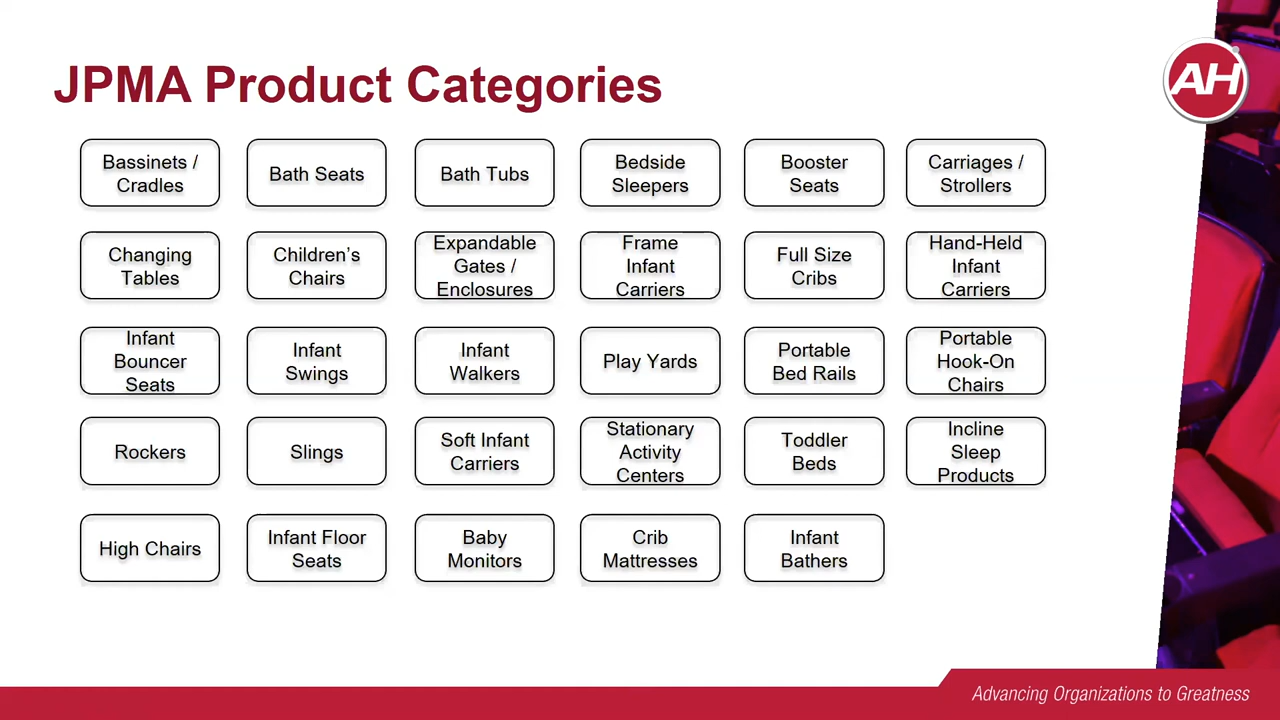 JPMA Product Categories
AH
Bassinets /
Cradles
Bath Seats
Bath Tubs
Bedside
Sleepers
Booster
Seats
Carriages /
Strollers
Changing
Tables
Children’s
Chairs
Expandable
Gates /
Enclosures
Frame
Infant
Carriers
Full Size
Cribs
Hand-Held
Infant
Carriers
Infant
Bouncer
Seats
Infant
Swings
Infant
Walkers
Play Yards
Portable
Bed Rails
Portable
Hook-On
Chairs
Rockers
Slings
Soft Infant
Carriers
Stationary
Activity
Centers
Toddler
Beds
Incline
Sleep
Products
High Chairs
Infant Floor
Seats
Baby
Monitors
Crib
Mattresses
Infant
Bathers
Advancing Organizations to Greatness